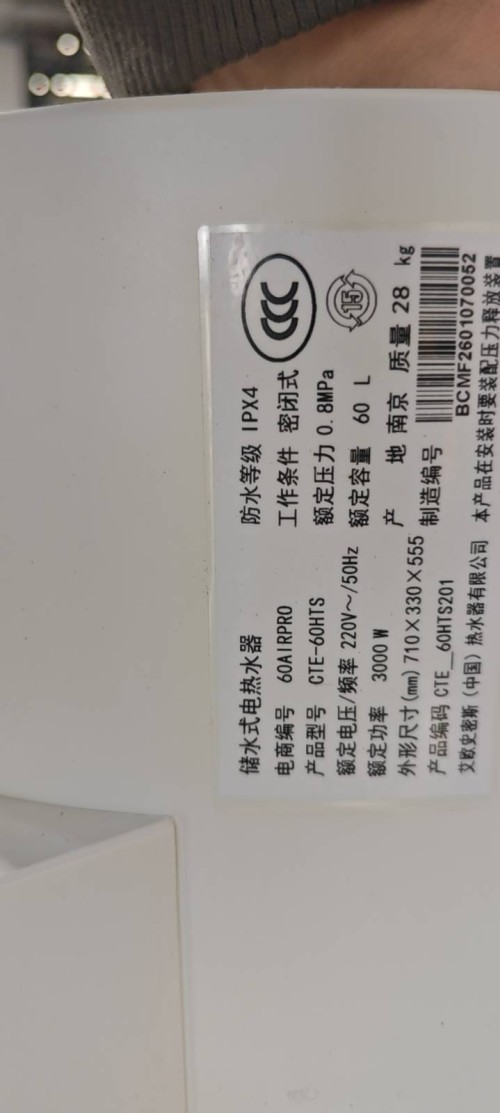 储水式电热水器 防水等级 IPX4
电商编号 60AIRPRO 工作条件 密闭式
产品型号 CTE-60HTS 额定压力 0.8MPa
额定电压/频率 220V～/50Hz 额定容量 60 L
额定功率 3000W 产 地 南京 质量 28 kg
外形尺寸(mm) 710×330×555 制造编号
产品编码 CTE__60HTS201 BCMF2601070052
艾欧史密斯（中国）热水器有限公司 本产品在安装时要装配压力释放装置
CCC
15